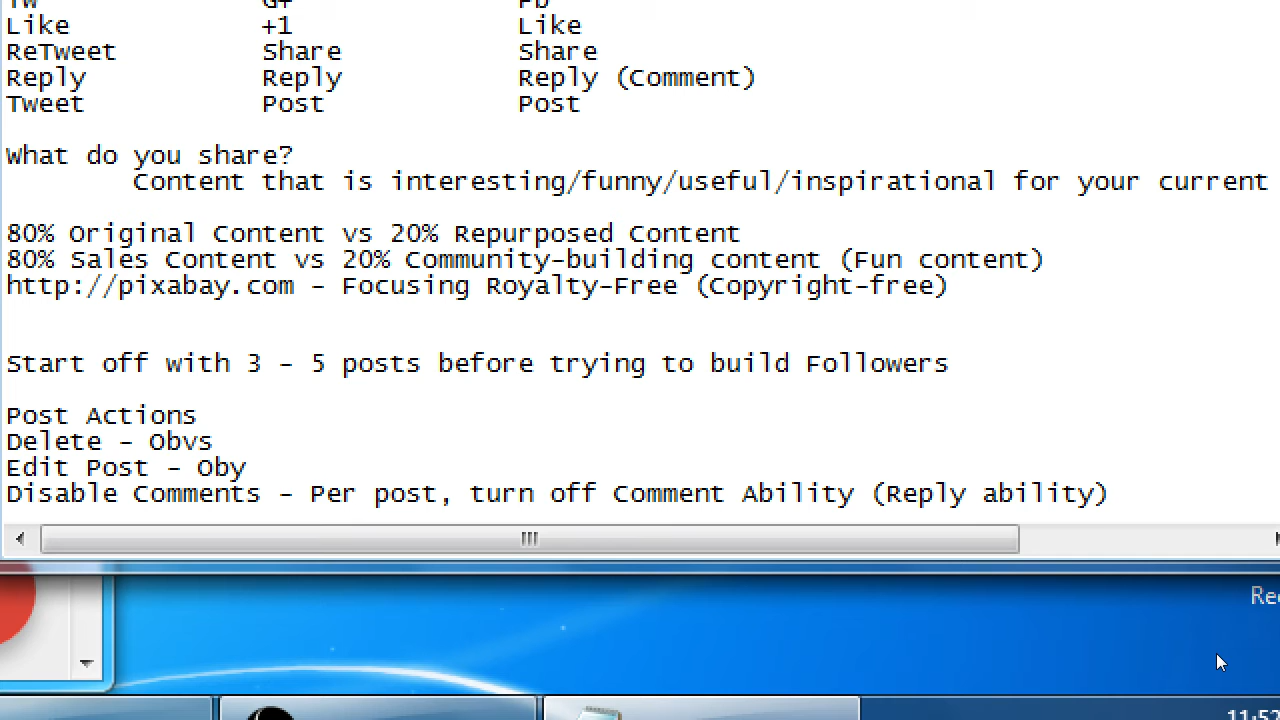 Tw G+ Fb
Like +1 Like
ReTweet Share Share
Reply Reply Reply (Comment)
Tweet Post Post
What do you share?
Content that is interesting/funny/useful/inspirational for your current
80% Original Content vs 20% Repurposed Content
80% Sales Content vs 20% Community-building content (Fun content)
http://pixabay.com - Focusing Royalty-Free (Copyright-free)
Start off with 3 - 5 posts before trying to build Followers
Post Actions
Delete - Obvs
Edit Post - Oby
Disable Comments - Per post, turn off Comment Ability (Reply ability)